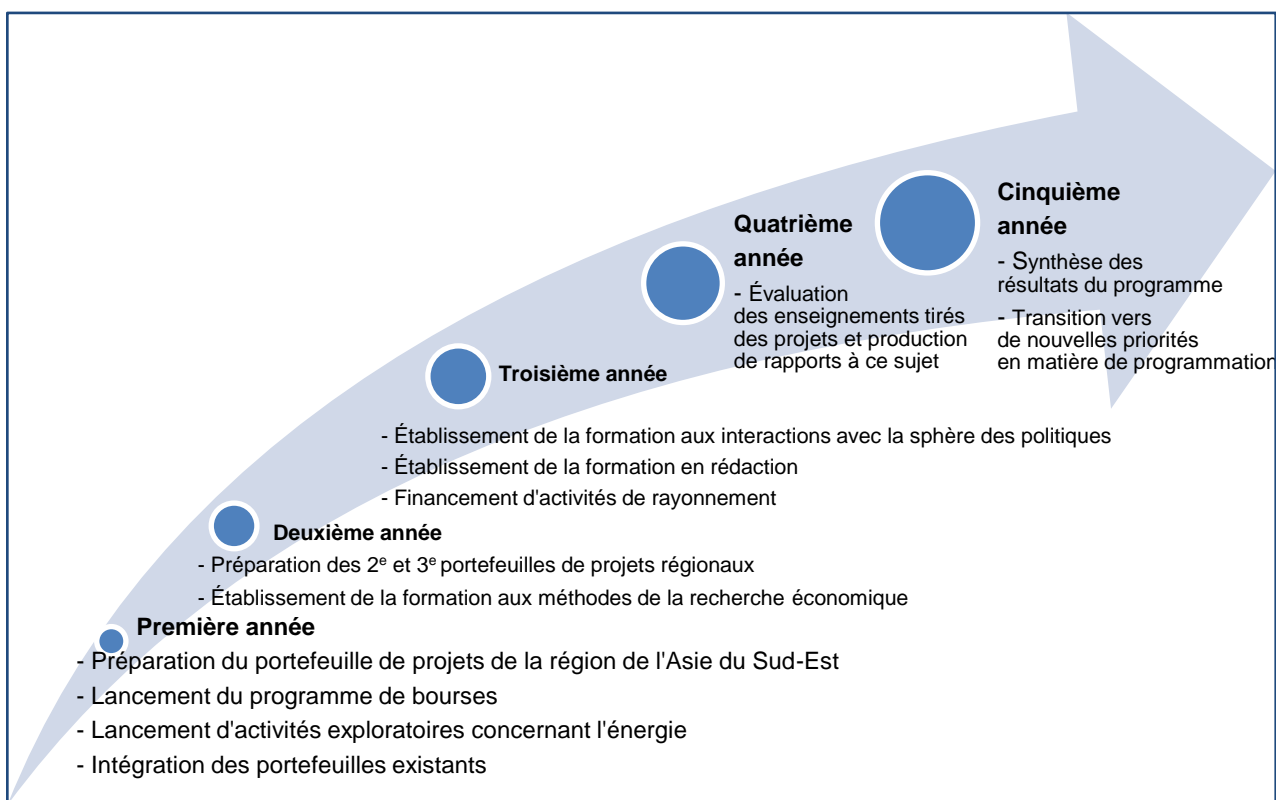 Première année
- Préparation du portefeuille de projets de la région de l'Asie du Sud-Est
- Lancement du programme de bourses
- Lancement d'activités exploratoires concernant l'énergie
- Intégration des portefeuilles existants
Deuxième année
- Préparation des 2e et 3e portefeuilles de projets régionaux
- Établissement de la formation aux méthodes de la recherche économique
Troisième année
- Établissement de la formation aux interactions avec la sphère des politiques
- Établissement de la formation en rédaction
- Financement d'activités de rayonnement
Quatrième
année
- Évaluation
des enseignements tirés
des projets et production
de rapports à ce sujet
Cinquième
année
- Synthèse des
résultats du programme
- Transition vers
de nouvelles priorités
en matière de programmation